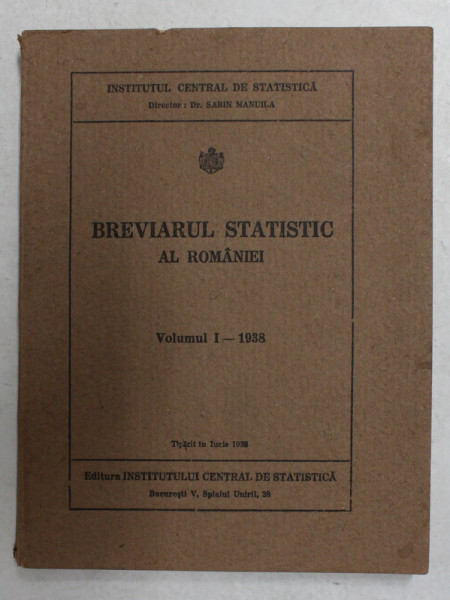 INSTITUTUL CENTRAL DE STATISTICĂ
Director : Dr. SABIN MANUILA
BREVIARUL STATISTIC
AL ROMÂNIEI
Volumul I — 1938
Tipărit în Iunie 1938
Editura INSTITUTULUI CENTRAL DE STATISTICĂ
București V, Splaiul Unirii, 28